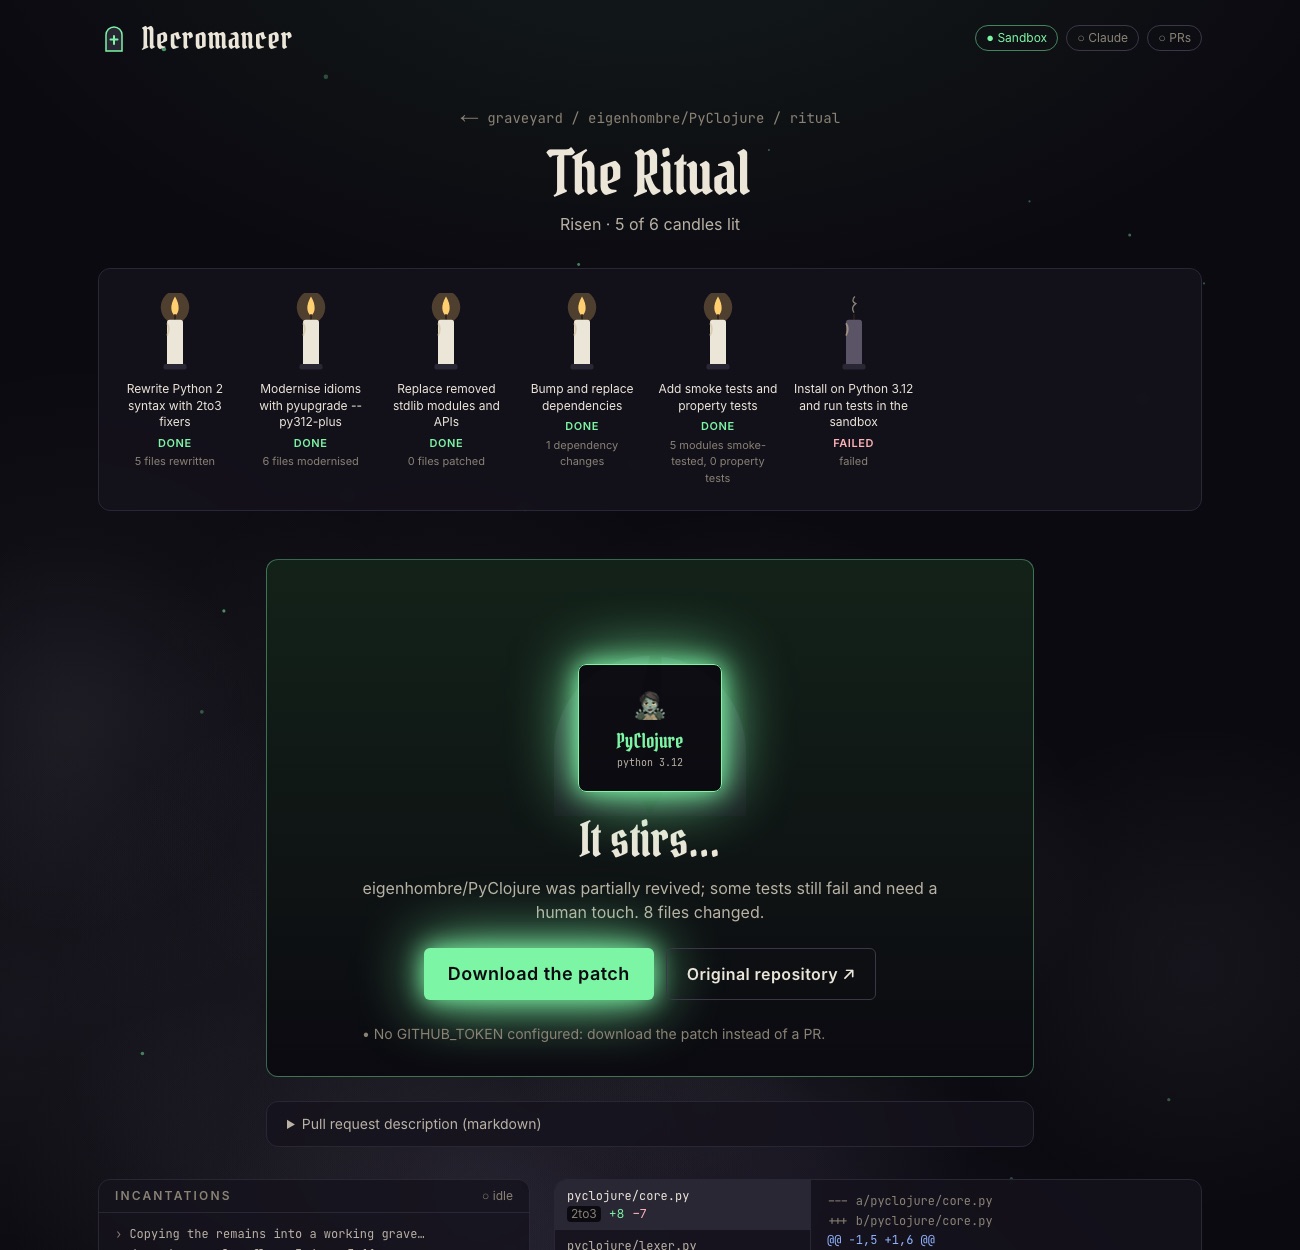 Necromancer
● Sandbox
○ Claude
○ PRs
← graveyard / eigenhombre/PyClojure / ritual
The Ritual
Risen · 5 of 6 candles lit
Rewrite Python 2
syntax with 2to3
fixers
DONE
5 files rewritten
Modernise idioms
with pyupgrade --
py312-plus
DONE
6 files modernised
Replace removed
stdlib modules and
APIs
DONE
0 files patched
Bump and replace
dependencies
DONE
1 dependency
changes
Add smoke tests and
property tests
DONE
5 modules smoke-
tested, 0 property
tests
Install on Python 3.12
and run tests in the
sandbox
FAILED
failed
PyClojure
python 3.12
It stirs…
eigenhombre/PyClojure was partially revived; some tests still fail and need a
human touch. 8 files changed.
Download the patch
Original repository ↗
• No GITHUB_TOKEN configured: download the patch instead of a PR.
▶ Pull request description (markdown)
INCANTATIONS
○ idle
› Copying the remains into a working grave…
pyclojure/core.py
2to3 +8 −7
pyclojure/lexer.py
--- a/pyclojure/core.py
+++ b/pyclojure/core.py
@@ -1,5 +1,6 @@